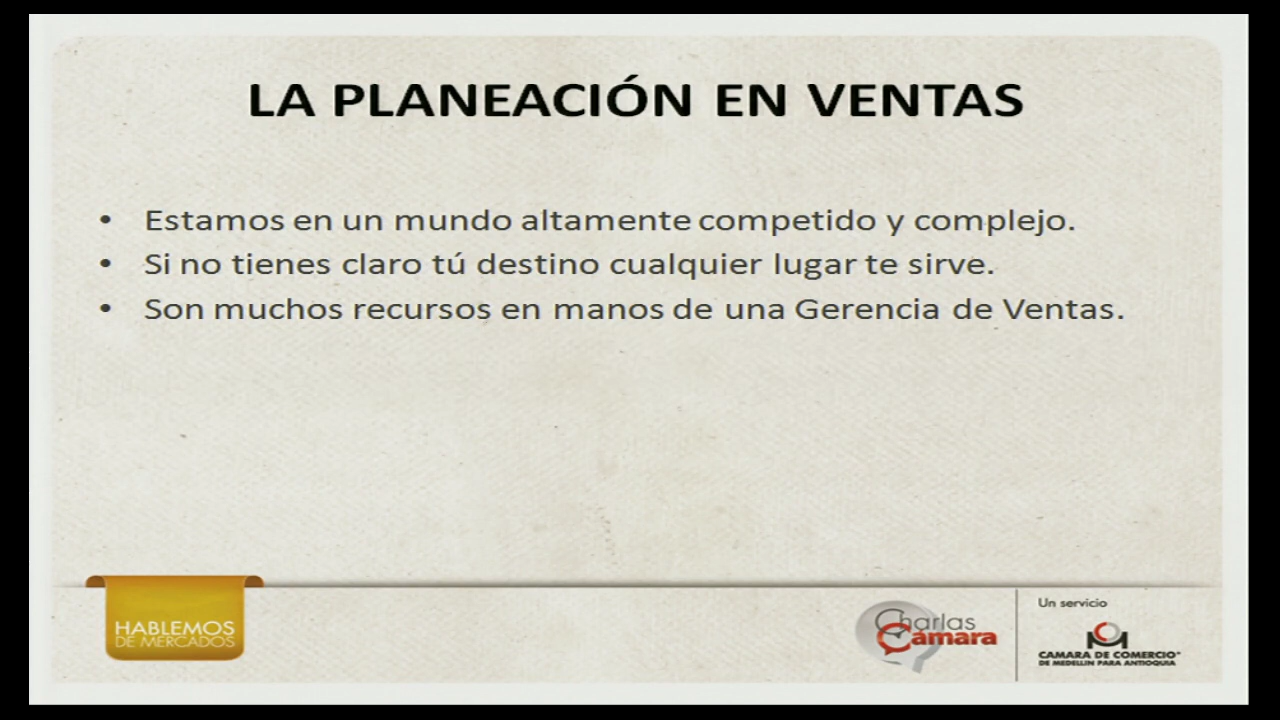 LA PLANEACIÓN EN VENTAS
• Estamos en un mundo altamente competido y complejo.
• Si no tienes claro tú destino cualquier lugar te sirve.
• Son muchos recursos en manos de una Gerencia de Ventas.
HABLEMOS
DE MERCADOS
Charlas
Cámara
Un servicio
CAMARA DE COMERCIO®
DE MEDELLIN PARA ANTIOQUIA